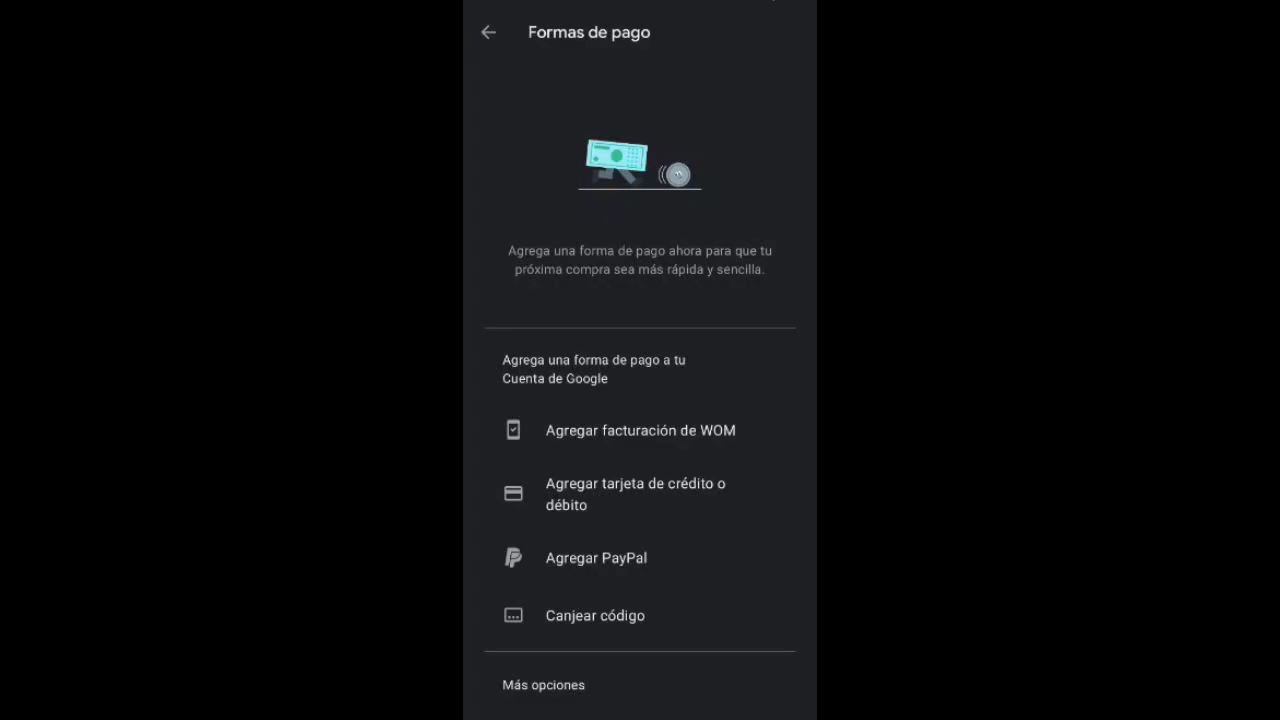 Formas de pago
Agrega una forma de pago ahora para que tu
próxima compra sea más rápida y sencilla.
Agrega una forma de pago a tu
Cuenta de Google
Agregar facturación de WOM
Agregar tarjeta de crédito o
débito
Agregar PayPal
Canjear código
Más opciones